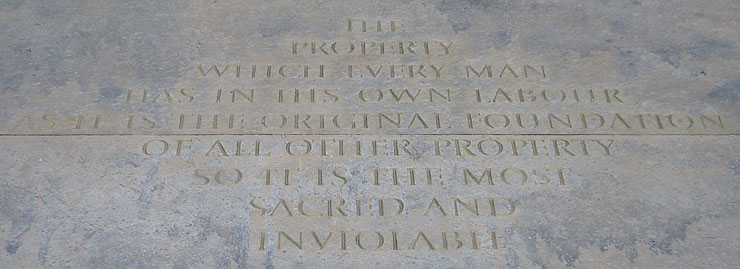 THE
PROPERTY
WHICH EVERY MAN
HAS IN HIS OWN LABOUR
AS IT IS THE ORIGINAL FOUNDATION
OF ALL OTHER PROPERTY
SO IT IS THE MOST
SACRED AND
INVIOLABLE